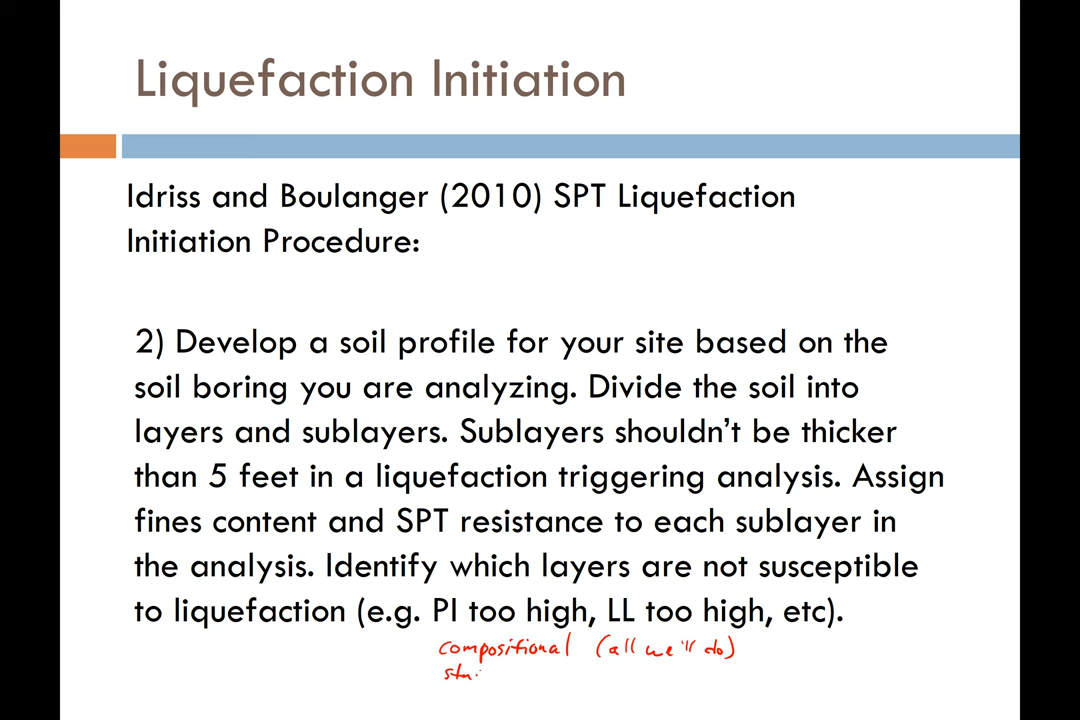 Liquefaction Initiation
Idriss and Boulanger (2010) SPT Liquefaction
Initiation Procedure:
2) Develop a soil profile for your site based on the
soil boring you are analyzing. Divide the soil into
layers and sublayers. Sublayers shouldn't be thicker
than 5 feet in a liquefaction triggering analysis. Assign
fines content and SPT resistance to each sublayer in
the analysis. Identify which layers are not susceptible
to liquefaction (e.g. PI too high, LL too high, etc).
compositional (all we'll do)